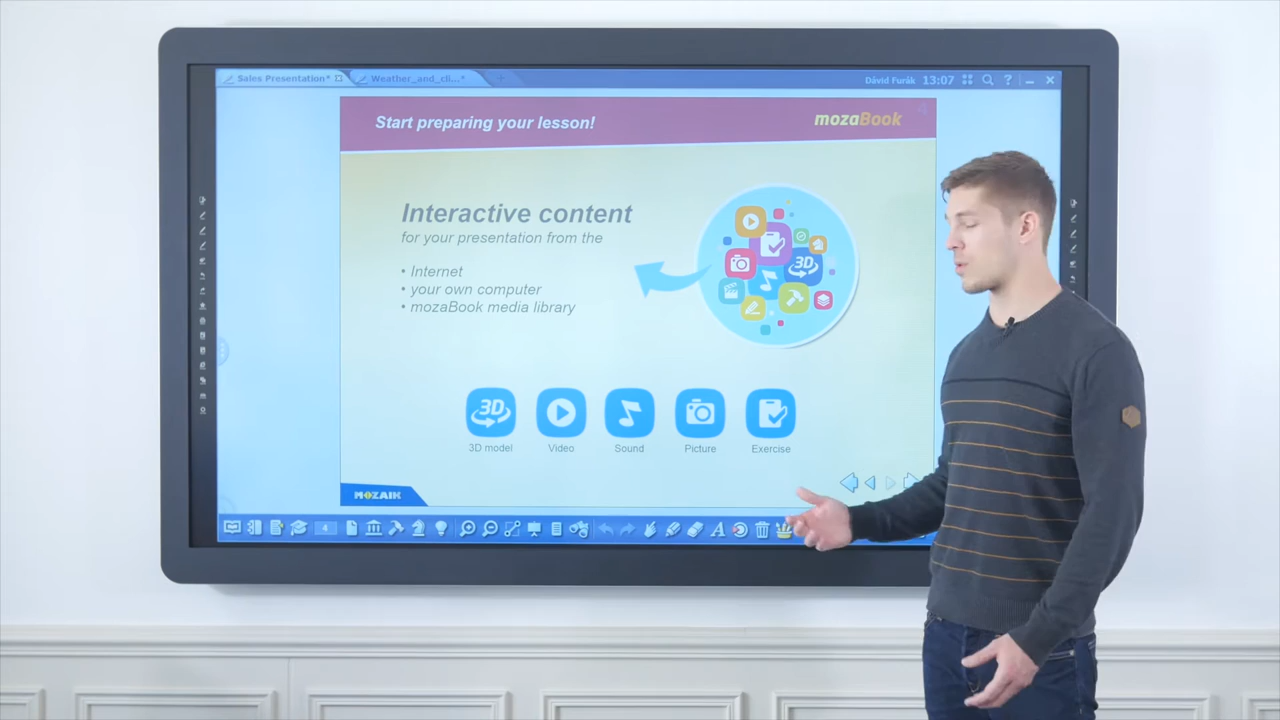 Sales Presentation*
Weather_and_cli...*
Dávid Furák 13:07
Start preparing your lesson!
mozaBook
Interactive content
for your presentation from the
• Internet
• your own computer
• mozaBook media library
3D
3D
3D model
Video
Sound
Picture
Exercise
MOZAIK
4